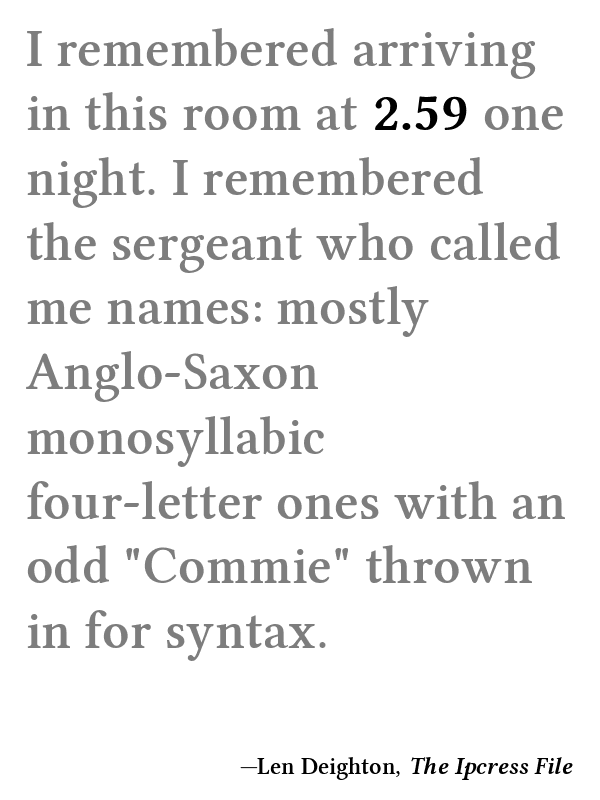 I remembered arriving
in this room at 2.59 one
night. I remembered
the sergeant who called
me names: mostly
Anglo-Saxon
monosyllabic
four-letter ones with an
odd "Commie" thrown
in for syntax.
—Len Deighton, The Ipcress File